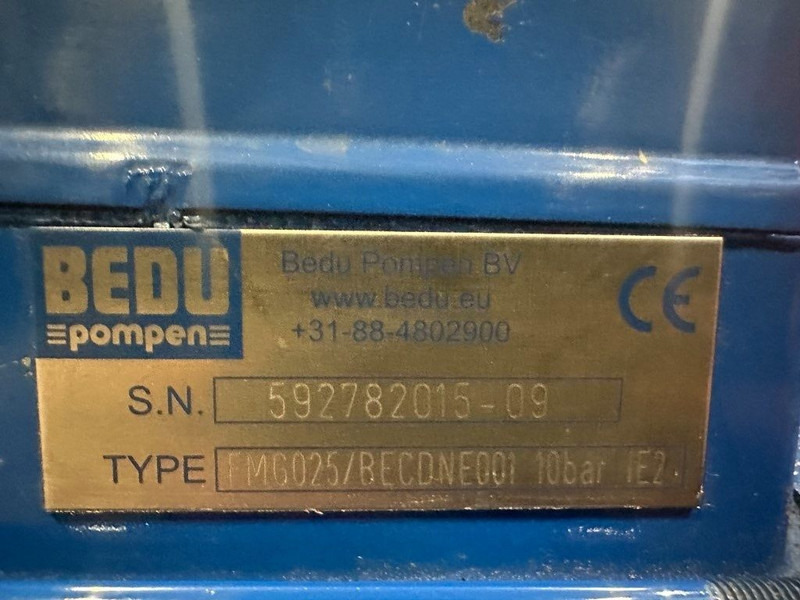 BEDU
pompen
Bedu Pompen BV
www.bedu.eu
+31-88-4802900
CE
S.N. 592782015-09
TYPE FMG025/BECDNE001 10bar IE2